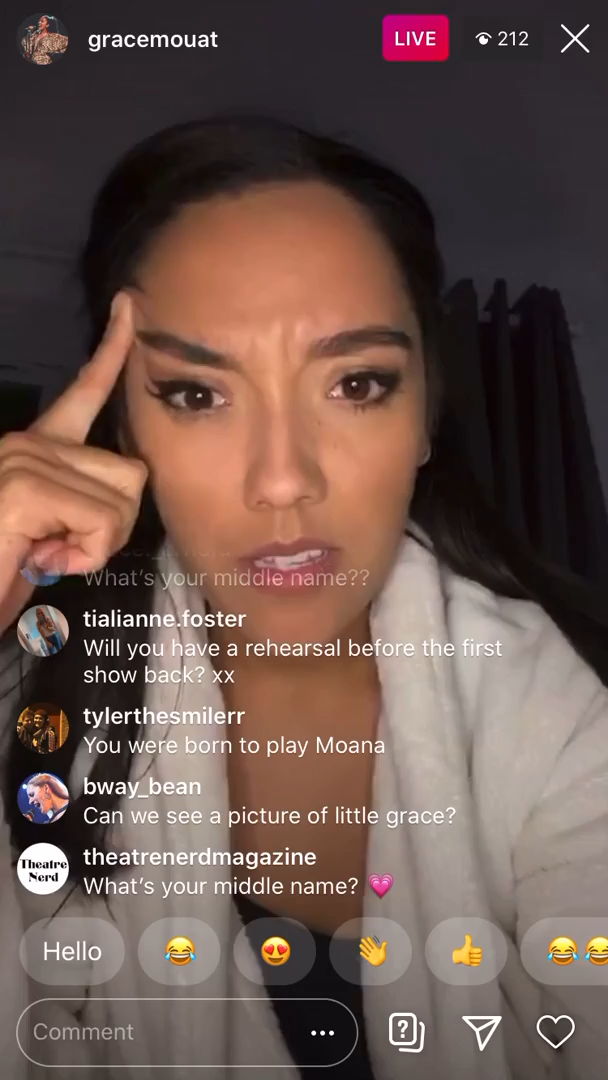 gracemouat
LIVE
212
What's your middle name??
tialianne.foster
Will you have a rehearsal before the first
show back? xx
tylerthesmilerr
You were born to play Moana
bway_bean
Can we see a picture of little grace?
Theatre
Nerd
theatrenerdmagazine
What's your middle name? 💗
Hello
Comment